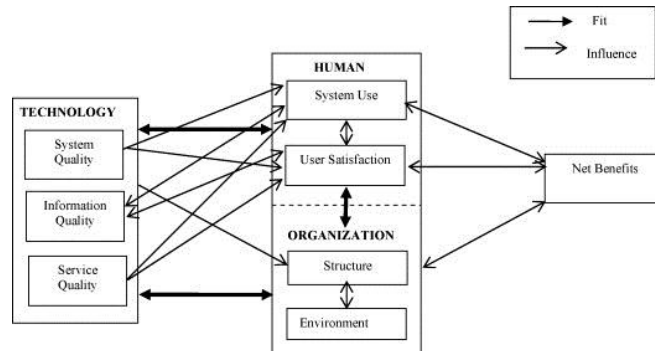 Fit
Influence
HUMAN
System Use
User Satisfaction
TECHNOLOGY
System
Quality
Information
Quality
Service
Quality
ORGANIZATION
Structure
Environment
Net Benefits